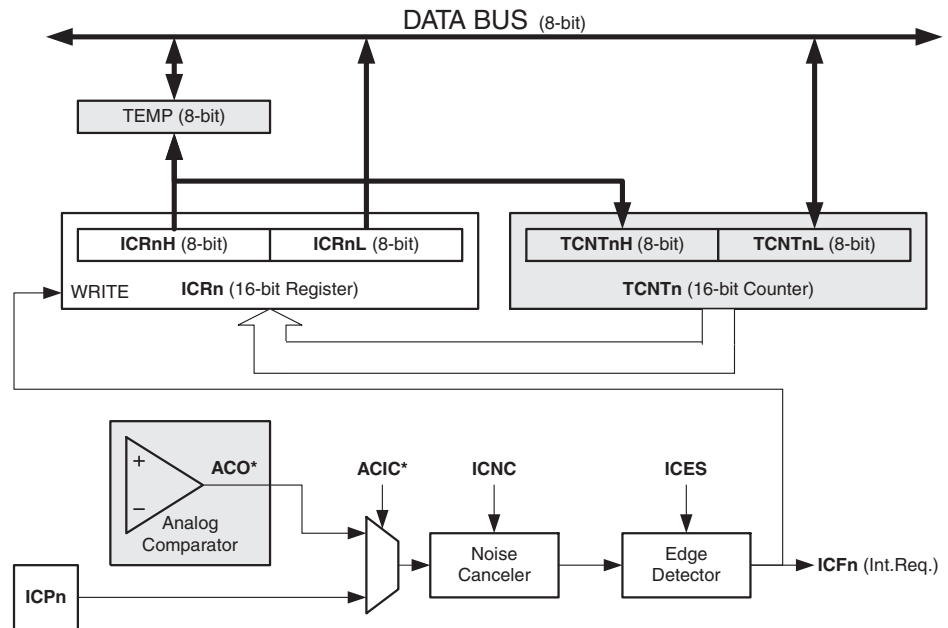 DATA BUS (8-bit)
TEMP (8-bit)
ICRnH (8-bit)
ICRnL (8-bit)
TCNTnH (8-bit)
TCNTnL (8-bit)
WRITE
ICRn (16-bit Register)
TCNTn (16-bit Counter)
+
ACO*
−
Analog
Comparator
ACIC*
ICNC
ICES
Noise
Canceler
Edge
Detector
ICFn (Int.Req.)
ICPn